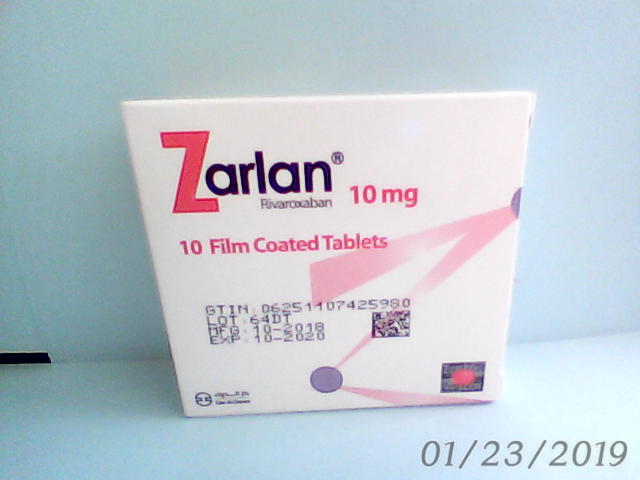 Zarlan®
Rivaroxaban
10 mg
10 Film Coated Tablets
GTIN: 06251107425980
LOT: 64DT
MFG: 10-2018
EXP: 10-2020
01/23/2019